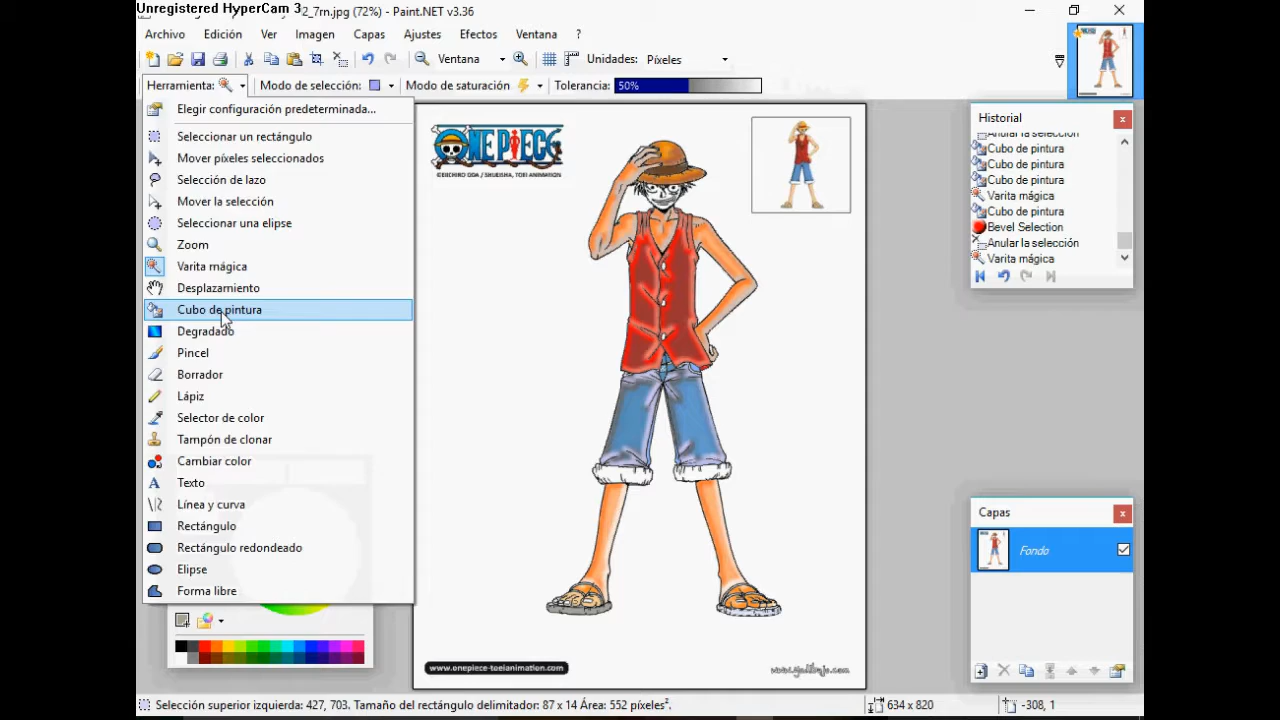 Unregistered HyperCam 3
_2_7rn.jpg (72%) - Paint.NET v3.36
Archivo Edición Ver Imagen Capas Ajustes Efectos Ventana ?
Ventana Unidades: Píxeles
Herramienta: Modo de selección: Modo de saturación Tolerancia: 50%
Elegir configuración predeterminada...
Seleccionar un rectángulo
Mover píxeles seleccionados
Selección de lazo
Mover la selección
Seleccionar una elipse
Zoom
Varita mágica
Desplazamiento
Cubo de pintura
Degradado
Pincel
Borrador
Lápiz
Selector de color
Tampón de clonar
Cambiar color
Texto
Línea y curva
Rectángulo
Rectángulo redondeado
Elipse
Forma libre
ONE PIECE
©EIICHIRO ODA / SHUEISHA, TOEI ANIMATION
www.onepiece-toeianimation.com
Historial
Anular la selección
Cubo de pintura
Cubo de pintura
Cubo de pintura
Varita mágica
Cubo de pintura
Bevel Selection
Anular la selección
Varita mágica
Capas
Fondo
Selección superior izquierda: 427, 703. Tamaño del rectángulo delimitador: 87 x 14 Área: 552 píxeles².
634 x 820
-308, 1